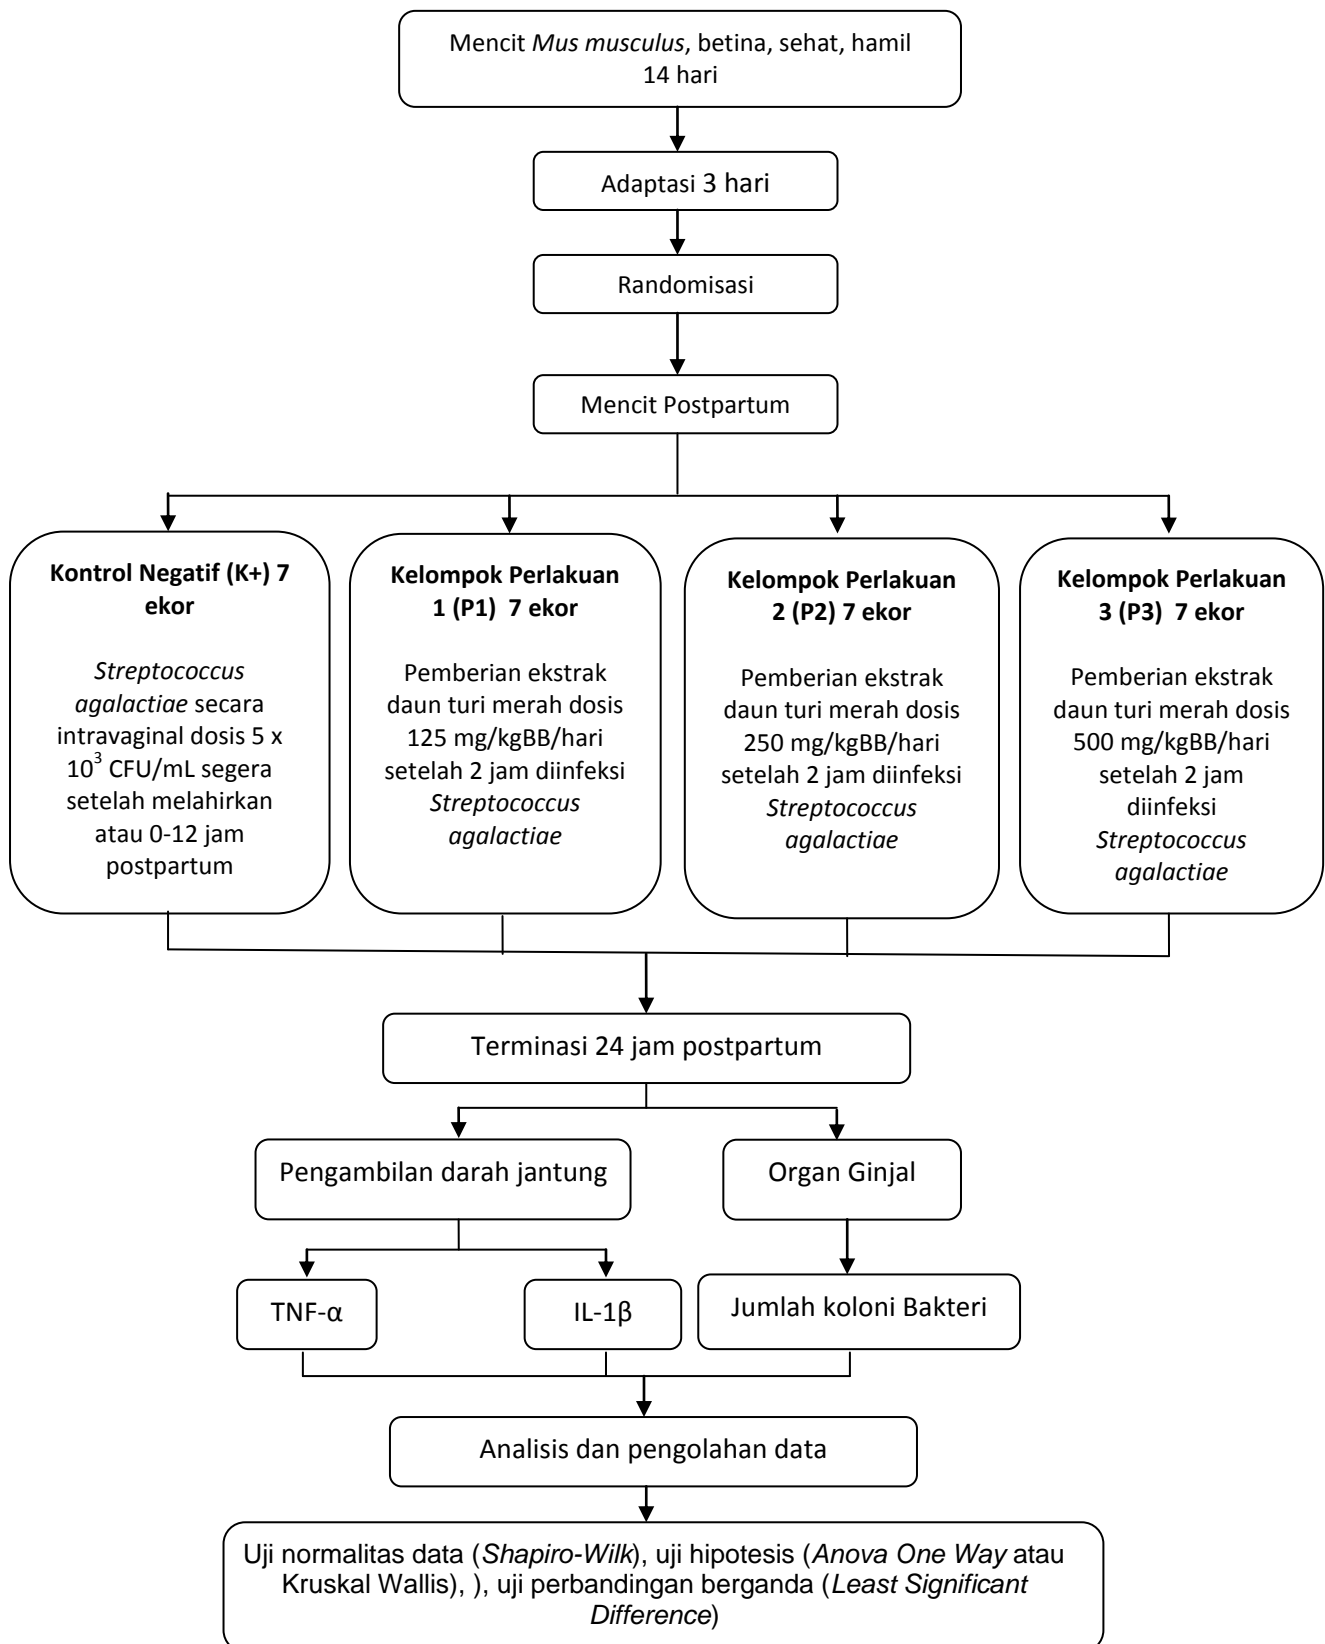 Mencit Mus musculus, betina, sehat, hamil
14 hari
Adaptasi 3 hari
Randomisasi
Mencit Postpartum
Kontrol Negatif (K+) 7
ekor
Streptococcus
agalactiae secara
intravaginal dosis 5 x
10³ CFU/mL segera
setelah melahirkan
atau 0-12 jam
postpartum
Kelompok Perlakuan
1 (P1) 7 ekor
Pemberian ekstrak
daun turi merah dosis
125 mg/kgBB/hari
setelah 2 jam diinfeksi
Streptococcus
agalactiae
Kelompok Perlakuan
2 (P2) 7 ekor
Pemberian ekstrak
daun turi merah dosis
250 mg/kgBB/hari
setelah 2 jam diinfeksi
Streptococcus
agalactiae
Kelompok Perlakuan
3 (P3) 7 ekor
Pemberian ekstrak
daun turi merah dosis
500 mg/kgBB/hari
setelah 2 jam
diinfeksi
Streptococcus
agalactiae
Terminasi 24 jam postpartum
Pengambilan darah jantung
Organ Ginjal
TNF-α
IL-1β
Jumlah koloni Bakteri
Analisis dan pengolahan data
Uji normalitas data (Shapiro-Wilk), uji hipotesis (Anova One Way atau
Kruskal Wallis), ), uji perbandingan berganda (Least Significant
Difference)